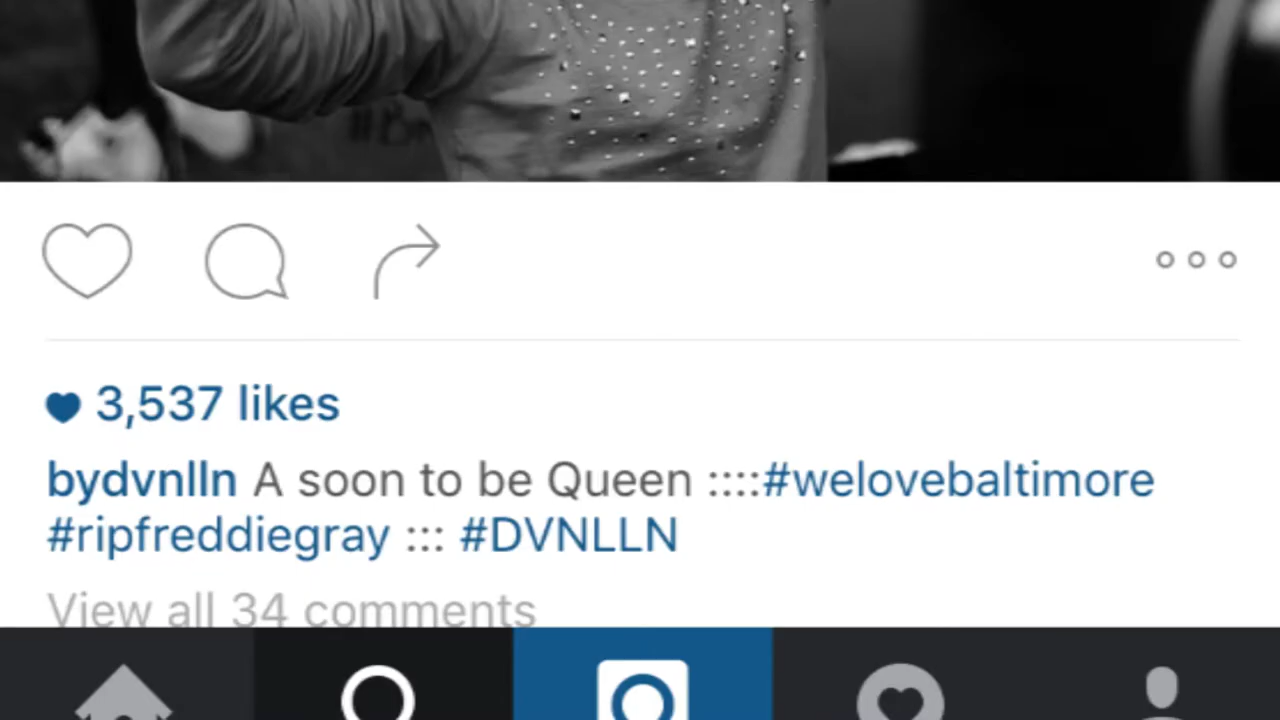 3,537 likes
bydvnlln A soon to be Queen ::::#welovebaltimore
#ripfreddiegray ::: #DVNLLN
View all 34 comments